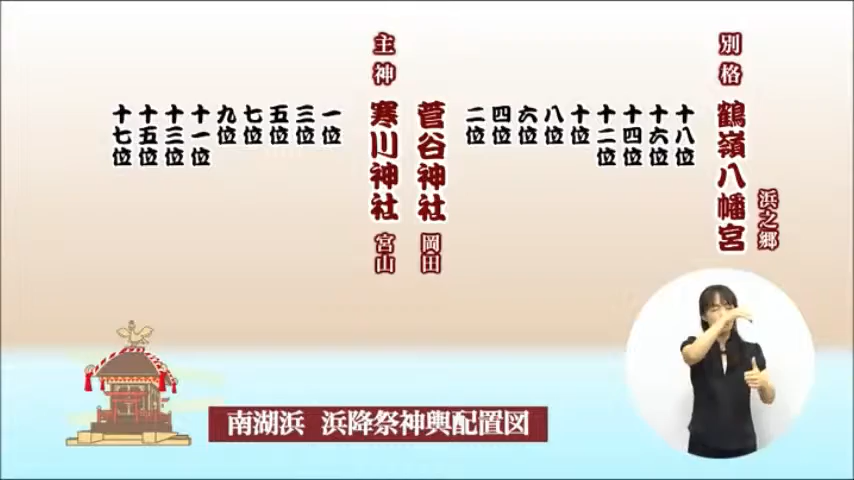 別格
鶴嶺八幡宮
浜之郷
十八位
十六位
十四位
十二位
十位
八位
六位
四位
二位
菅谷神社
岡田
主神
寒川神社
宮山
一位
三位
五位
七位
九位
十一位
十三位
十五位
十七位
南湖浜 浜降祭神輿配置図